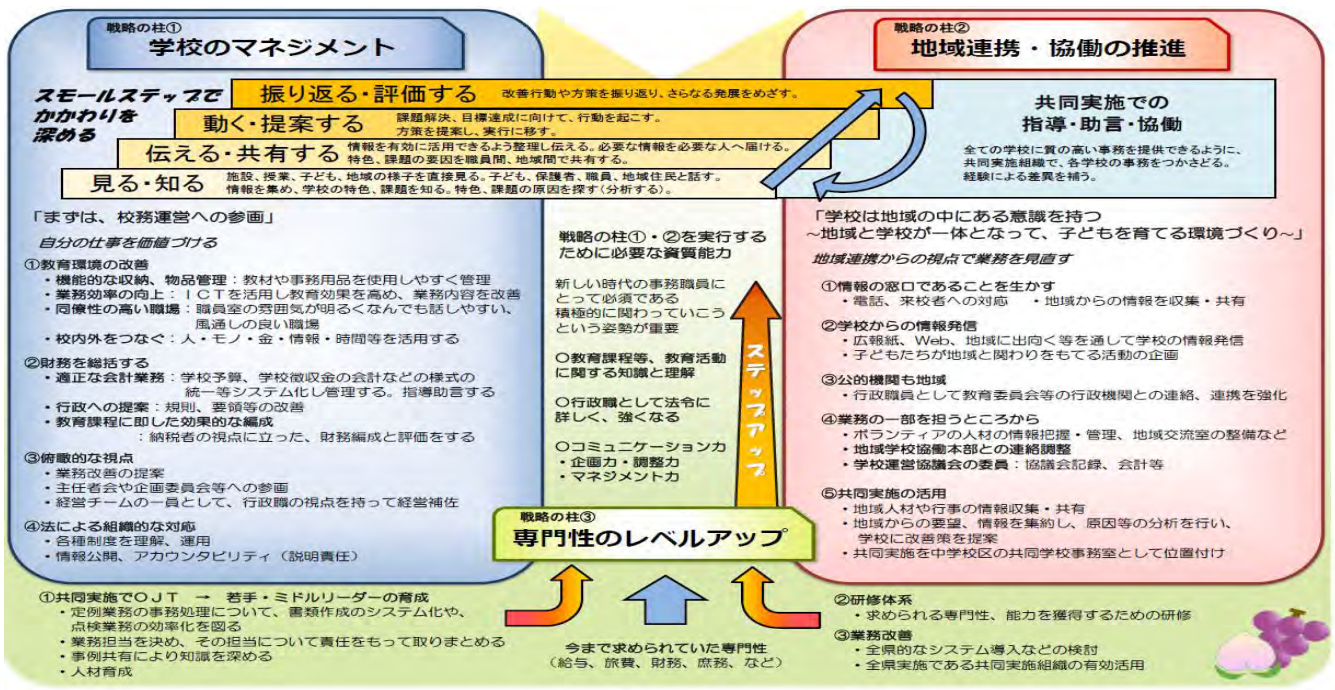 戦略の柱①
学校のマネジメント
戦略の柱②
地域連携・協働の推進
スモールステップで
かかわりを
深める
振り返る・評価する
改善行動や方策を振り返り、さらなる発展をめざす。
動く・提案する
課題解決、目標達成に向けて、行動を起こす。
方策を提案し、実行に移す。
伝える・共有する
情報を有効に活用できるよう整理し伝える。必要な情報を必要な人へ届ける。
特色、課題の要因を職員間、地域間で共有する。
見る・知る
施設、授業、子ども、地域の様子を直接見る。子ども、保護者、職員、地域住民と話す。
情報を集め、学校の特色、課題を知る。特色、課題の原因を探す（分析する）。
共同実施での
指導・助言・協働
全ての学校に質の高い事務を提供できるように、
共同実施組織で、各学校の事務をつかさどる。
経験による差異を補う。
「まずは、校務運営への参画」
自分の仕事を価値づける
①教育環境の改善
・機能的な収納、物品管理：教材や事務用品を使用しやすく管理
・業務効率の向上：ＩＣＴを活用し教育効果を高め、業務内容を改善
・同僚性の高い職場：職員室の雰囲気が明るくなんでも話しやすい、
風通しの良い職場
・校内外をつなぐ：人・モノ・金・情報・時間等を活用する
②財務を総括する
・適正な会計業務：学校予算、学校徴収金の会計などの様式の
統一等システム化し管理する。指導助言する
・行政への提案：規則、要領等の改善
・教育課程に即した効果的な編成
：納税者の視点に立った、財務編成と評価をする
③俯瞰的な視点
・業務改善の提案
・主任者会や企画委員会等への参画
・経営チームの一員として、行政職の視点を持って経営補佐
④法による組織的な対応
・各種制度を理解、運用
・情報公開、アカウンタビリティ（説明責任）
戦略の柱①・②を実行する
ために必要な資質能力
新しい時代の事務職員に
とって必須である
積極的に関わっていこう
という姿勢が重要
○教育課程等、教育活動
に関する知識と理解
○行政職として法令に
詳しく、強くなる
○コミュニケーション力
・企画力・調整力
・マネジメント力
ステップアップ
「学校は地域の中にある意識を持つ
～地域と学校が一体となって、子どもを育てる環境づくり～」
地域連携からの視点で業務を見直す
①情報の窓口であることを生かす
・電話、来校者への対応　・地域からの情報を収集・共有
②学校からの情報発信
・広報紙、Web、地域に出向く等を通して学校の情報発信
・子どもたちが地域と関わりをもてる活動の企画
③公的機関も地域
・行政職員として教育委員会等の行政機関との連絡、連携を強化
④業務の一部を担うところから
・ボランティアの人材の情報把握・管理、地域交流室の整備など
・地域学校協働本部との連絡調整
・学校運営協議会の委員：協議会記録、会計等
⑤共同実施の活用
・地域人材や行事の情報収集・共有
・地域からの要望、情報を集約し、原因等の分析を行い、
学校に改善策を提案
・共同実施を中学校区の共同学校事務室として位置付け
戦略の柱③
専門性のレベルアップ
①共同実施でＯＪＴ　→　若手・ミドルリーダーの育成
・定例業務の事務処理について、書類作成のシステム化や、
点検業務の効率化を図る
・業務担当を決め、その担当について責任をもって取りまとめる
・事例共有により知識を深める
・人材育成
今まで求められていた専門性
（給与、旅費、財務、庶務、など）
②研修体系
・求められる専門性、能力を獲得するための研修
③業務改善
・全県的なシステム導入などの検討
・全県実施である共同実施組織の有効活用